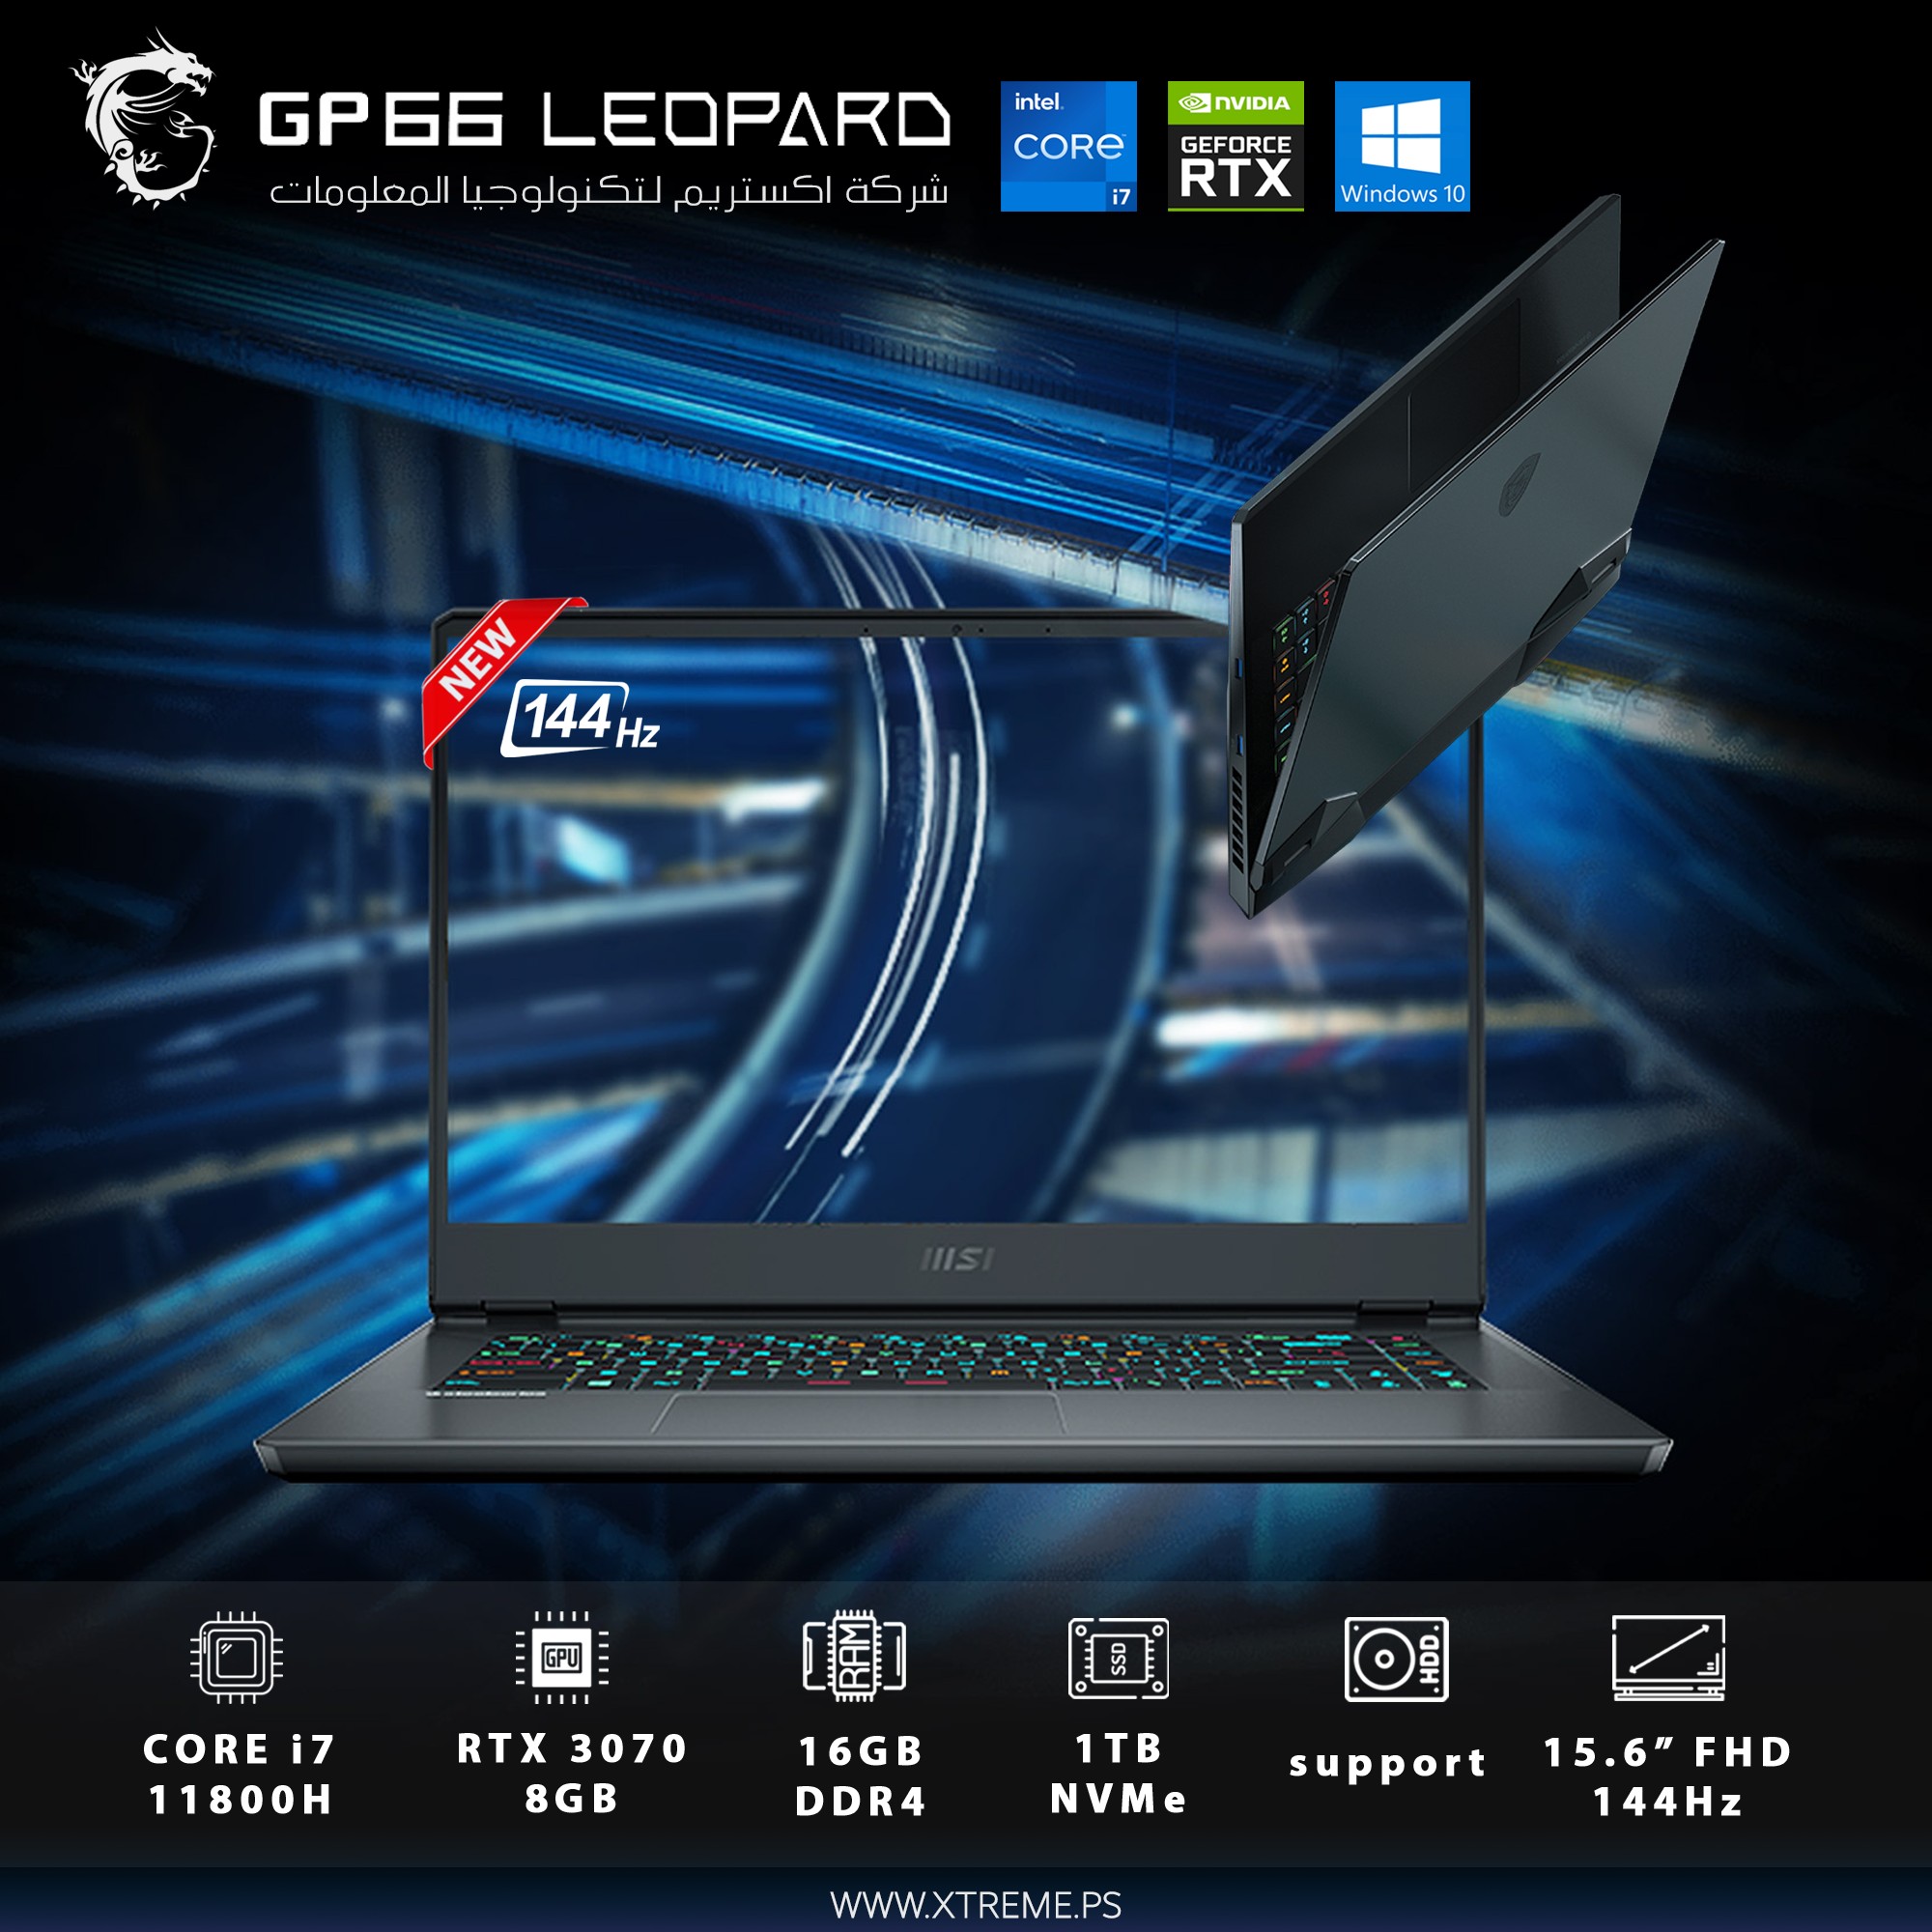 GP66 LEOPARD
شركة اكستريم لتكنولوجيا المعلومات
intel.
CORE
i7
NVIDIA
GEFORCE
RTX
Windows 10
NEW
144Hz
msi
GPU
RAM
SSD
HDD
CORE i7
11800H
RTX 3070
8GB
16GB
DDR4
1TB
NVMe
support
15.6″ FHD
144Hz
WWW.XTREME.PS